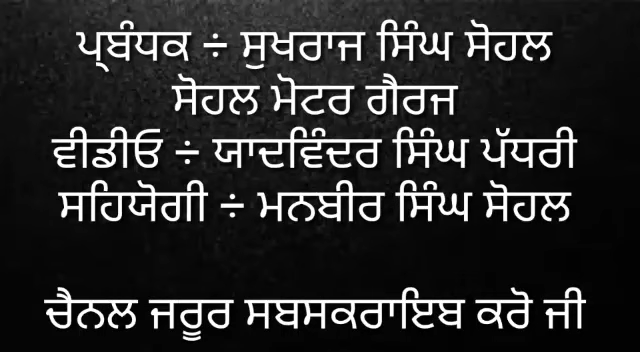 ਪ੍ਰਬੰਧਕ ÷ ਸੁਖਰਾਜ ਸਿੰਘ ਸੋਹਲ
ਸੋਹਲ ਮੋਟਰ ਗੈਰਜ
ਵੀਡੀਓ ÷ ਯਾਦਵਿੰਦਰ ਸਿੰਘ ਪੱਧਰੀ
ਸਹਿਯੋਗੀ ÷ ਮਨਬੀਰ ਸਿੰਘ ਸੋਹਲ
ਚੈਨਲ ਜਰੂਰ ਸਬਸਕਰਾਇਬ ਕਰੋ ਜੀ